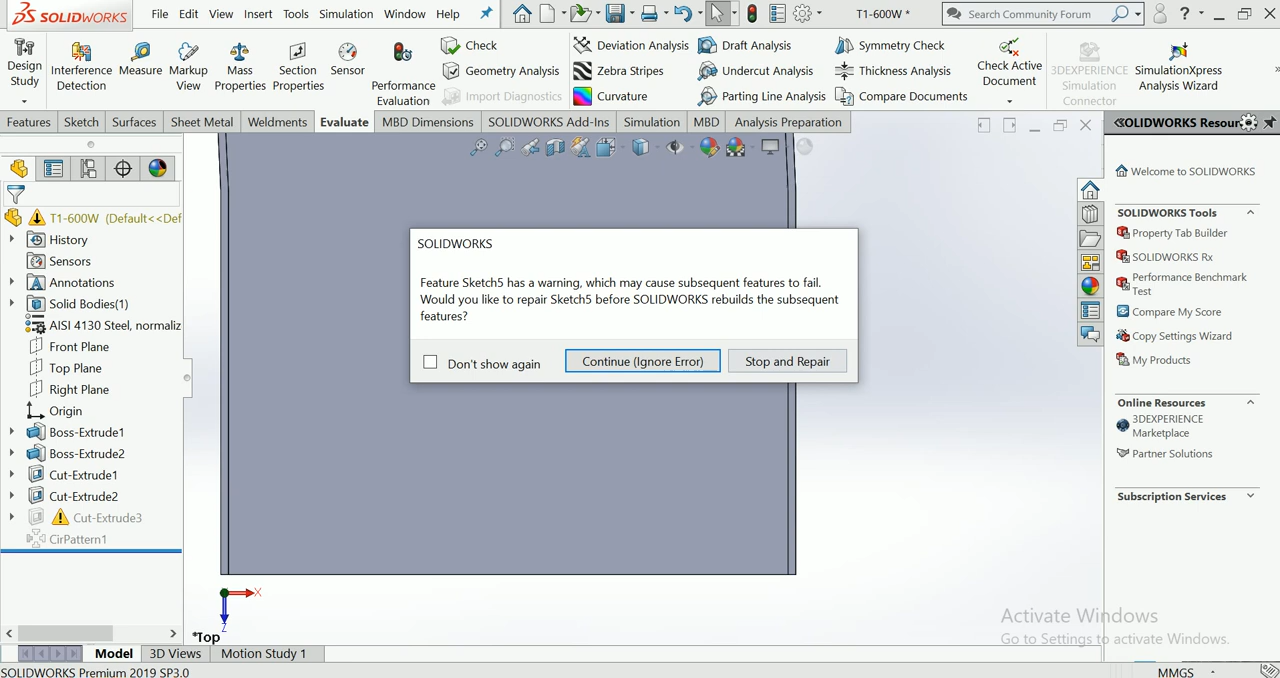 SOLIDWORKS File Edit View Insert Tools Simulation Window Help T1-600W * Search Community Forum ?
Design Study
Interference Detection
Measure
Markup View
Mass Properties
Section Properties
Sensor
Performance Evaluation
Check
Geometry Analysis
Import Diagnostics
Deviation Analysis
Zebra Stripes
Curvature
Draft Analysis
Undercut Analysis
Parting Line Analysis
Symmetry Check
Thickness Analysis
Compare Documents
Check Active Document
3DEXPERIENCE Simulation Connector
SimulationXpress Analysis Wizard
Features Sketch Surfaces Sheet Metal Weldments Evaluate MBD Dimensions SOLIDWORKS Add-Ins Simulation MBD Analysis Preparation
T1-600W (Default<<Def
History
Sensors
Annotations
Solid Bodies(1)
AISI 4130 Steel, normaliz
Front Plane
Top Plane
Right Plane
Origin
Boss-Extrude1
Boss-Extrude2
Cut-Extrude1
Cut-Extrude2
Cut-Extrude3
CirPattern1
SOLIDWORKS
Feature Sketch5 has a warning, which may cause subsequent features to fail.
Would you like to repair Sketch5 before SOLIDWORKS rebuilds the subsequent
features?
Don't show again Continue (Ignore Error) Stop and Repair
X
Z
*Top
OLIDWORKS Resour
Welcome to SOLIDWORKS
SOLIDWORKS Tools
Property Tab Builder
SOLIDWORKS Rx
Performance Benchmark
Test
Compare My Score
Copy Settings Wizard
My Products
Online Resources
3DEXPERIENCE
Marketplace
Partner Solutions
Subscription Services
Activate Windows
Go to Settings to activate Windows.
Model 3D Views Motion Study 1
SOLIDWORKS Premium 2019 SP3.0 MMGS